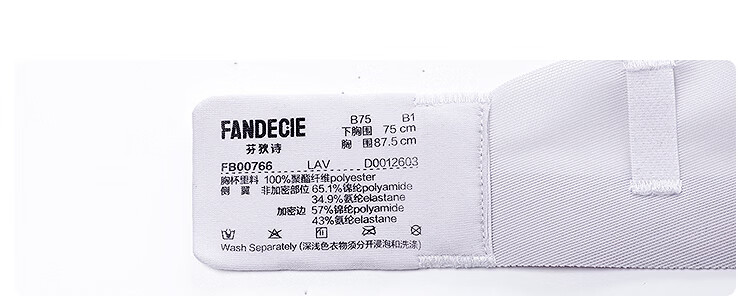 FANDECIE
芬狄诗
B75 B1
下胸围 75 cm
胸 围 87.5 cm
FB00766 LAV D0012603
胸杯里料 100%聚酯纤维polyester
侧 翼 非加密部位 65.1%锦纶polyamide
34.9%氨纶elastane
加密边 57%锦纶polyamide
43%氨纶elastane
Wash Separately (深浅色衣物须分开浸泡和洗涤)